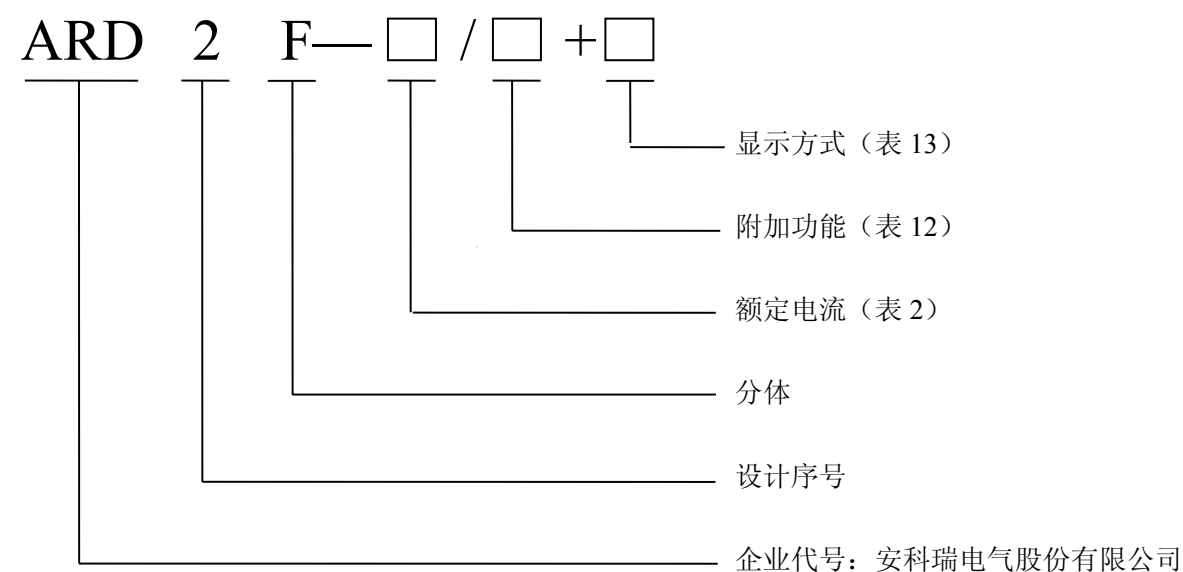 ARD 2 F—□/□+□
显示方式（表 13）
附加功能（表 12）
额定电流（表 2）
分体
设计序号
企业代号：安科瑞电气股份有限公司